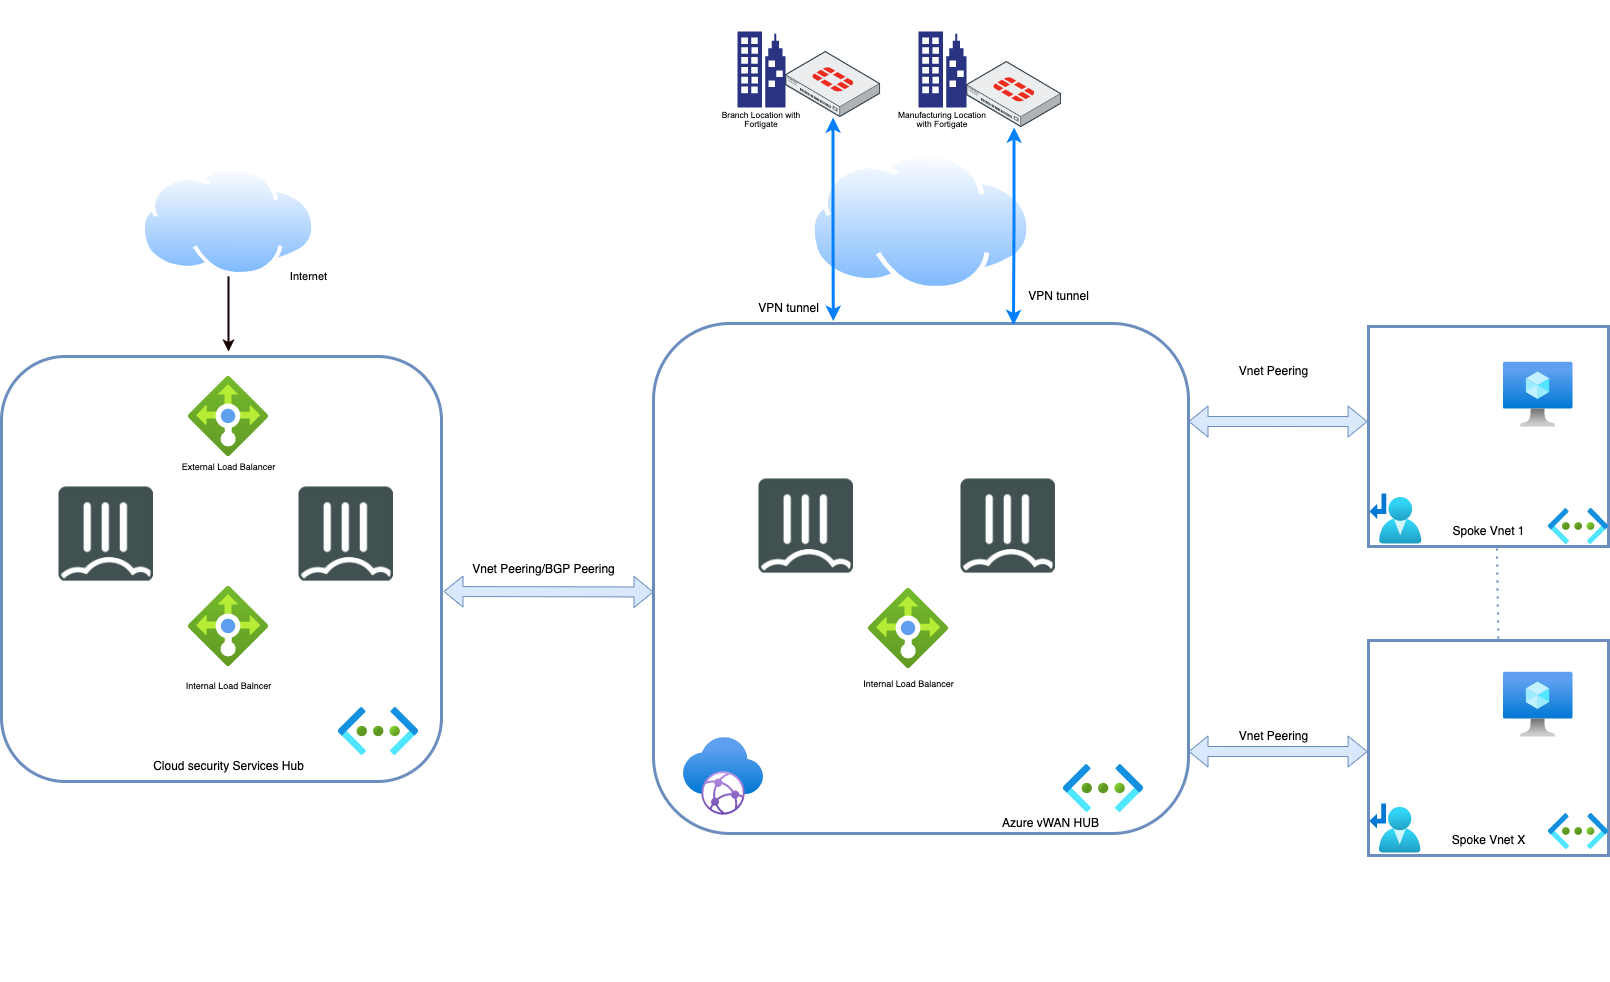 Branch Location with
Fortigate
Manufacturing Location
with Fortigate
Internet
VPN tunnel
VPN tunnel
Vnet Peering
External Load Balancer
Spoke Vnet 1
Vnet Peering/BGP Peering
Internal Load Balncer
Internal Load Balancer
Vnet Peering
Cloud security Services Hub
Azure vWAN HUB
Spoke Vnet X